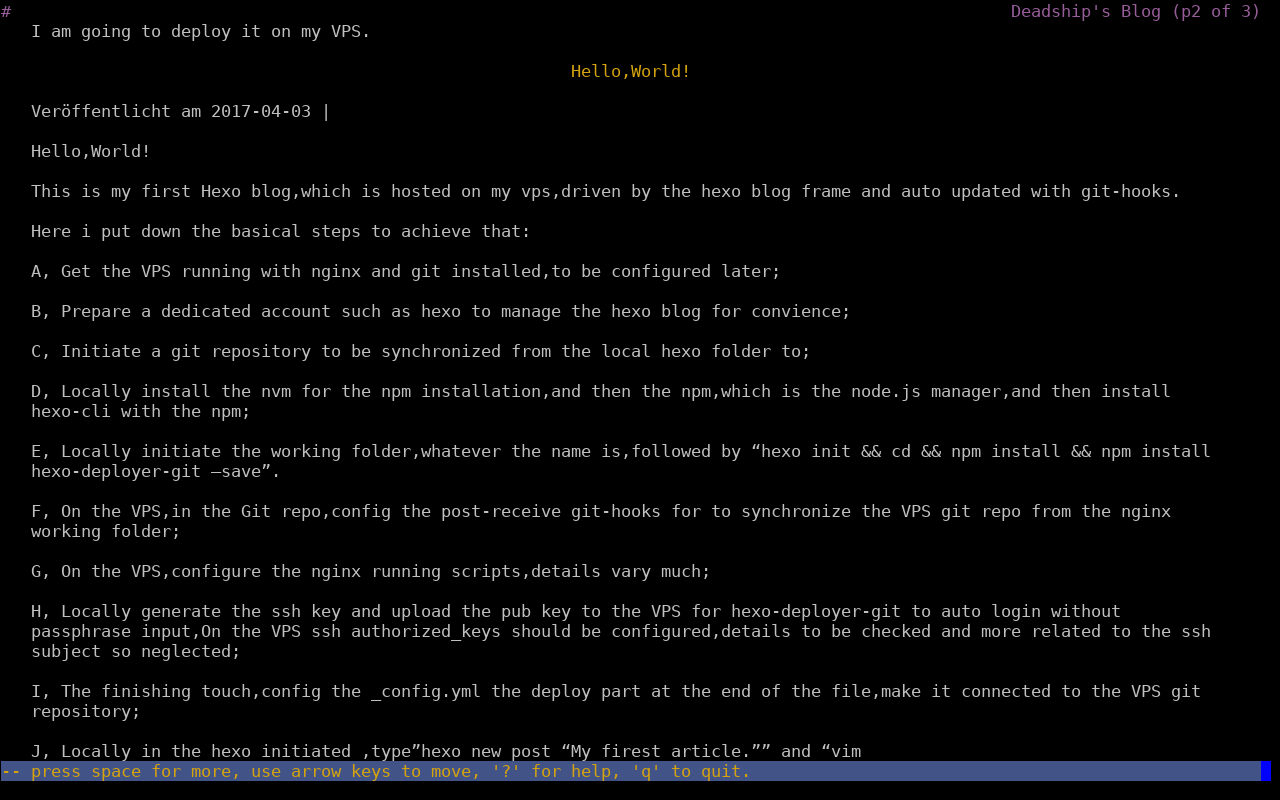 # Deadship's Blog (p2 of 3)
I am going to deploy it on my VPS.
Hello,World!
Veröffentlicht am 2017-04-03 |
Hello,World!
This is my first Hexo blog,which is hosted on my vps,driven by the hexo blog frame and auto updated with git-hooks.
Here i put down the basical steps to achieve that:
A, Get the VPS running with nginx and git installed,to be configured later;
B, Prepare a dedicated account such as hexo to manage the hexo blog for convience;
C, Initiate a git repository to be synchronized from the local hexo folder to;
D, Locally install the nvm for the npm installation,and then the npm,which is the node.js manager,and then install
hexo-cli with the npm;
E, Locally initiate the working folder,whatever the name is,followed by “hexo init && cd && npm install && npm install
hexo-deployer-git –save”.
F, On the VPS,in the Git repo,config the post-receive git-hooks for to synchronize the VPS git repo from the nginx
working folder;
G, On the VPS,configure the nginx running scripts,details vary much;
H, Locally generate the ssh key and upload the pub key to the VPS for hexo-deployer-git to auto login without
passphrase input,On the VPS ssh authorized_keys should be configured,details to be checked and more related to the ssh
subject so neglected;
I, The finishing touch,config the _config.yml the deploy part at the end of the file,make it connected to the VPS git
repository;
J, Locally in the hexo initiated ,type”hexo new post “My firest article.”” and “vim
-- press space for more, use arrow keys to move, '?' for help, 'q' to quit.